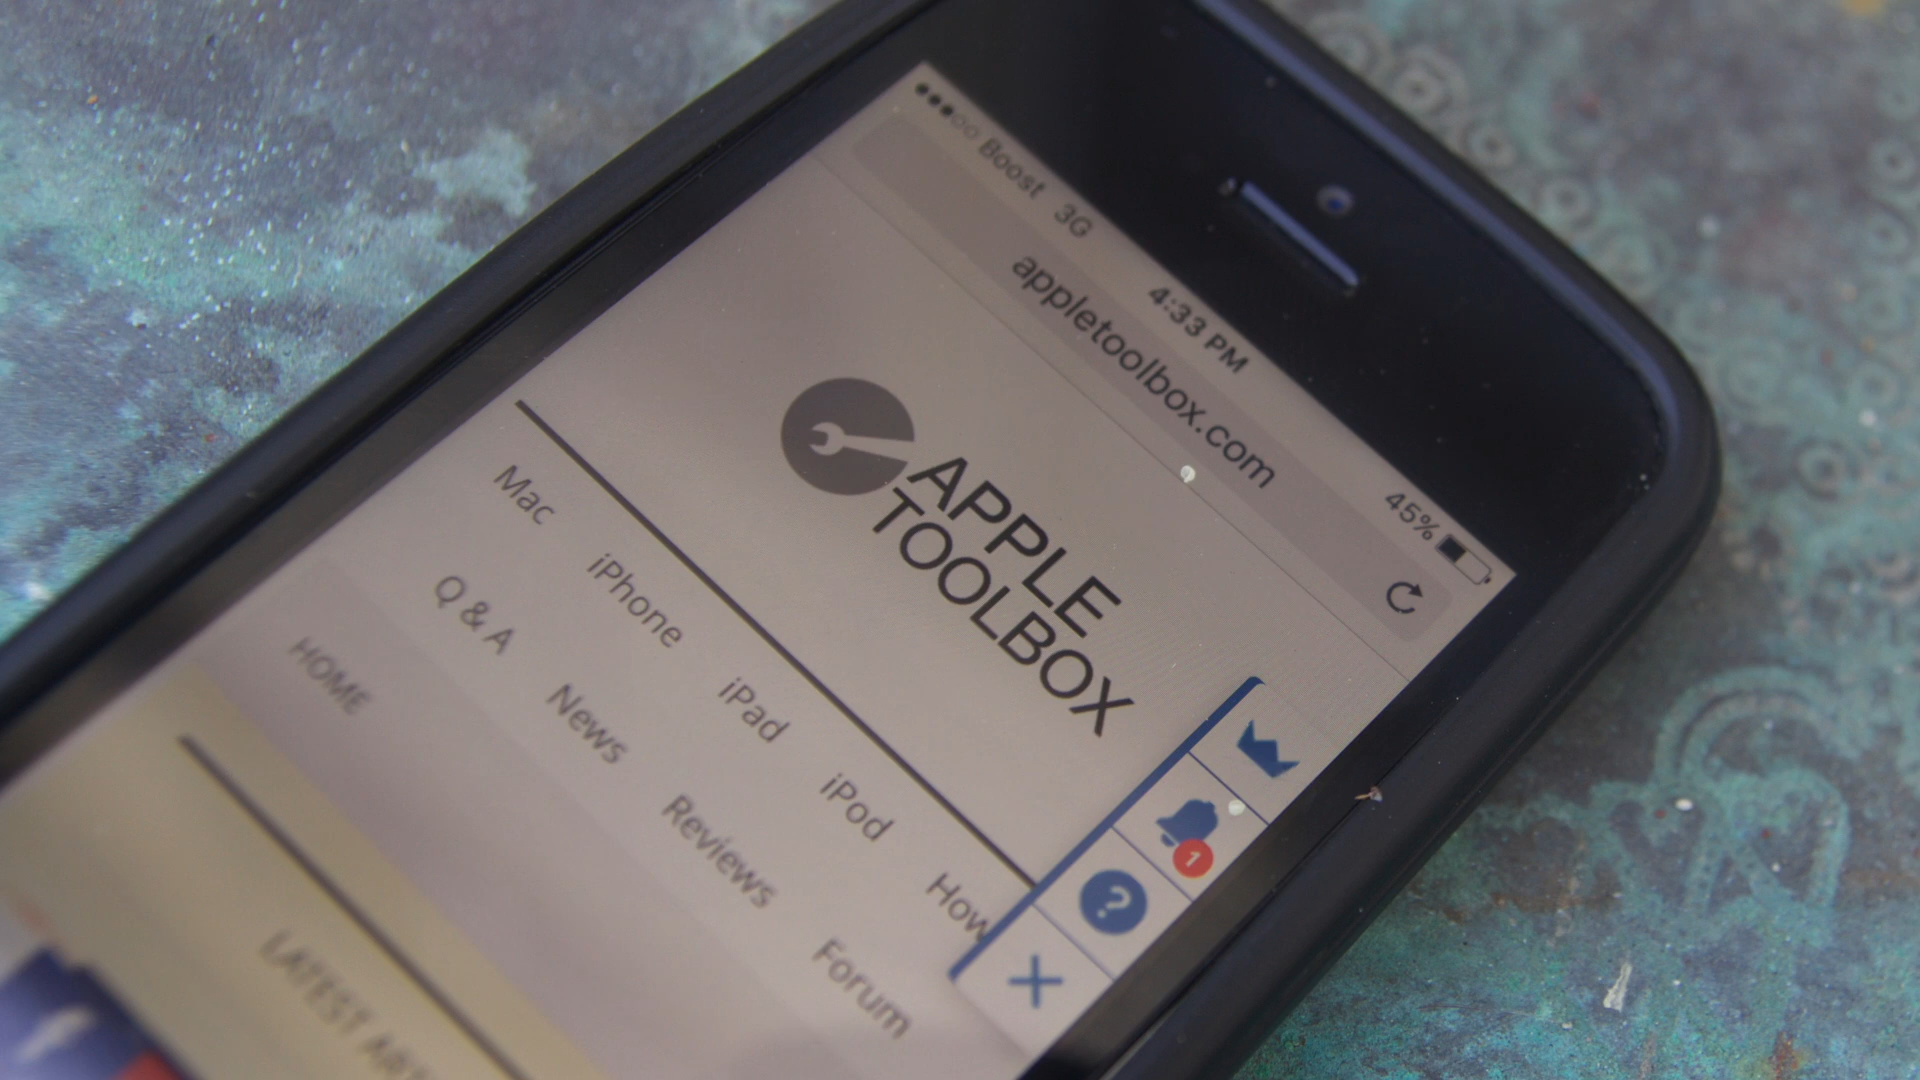 Boost 3G 4:33 PM 45%
appletoolbox.com
APPLE
TOOLBOX
1
?
Mac iPhone iPad iPod How
Q & A News Reviews Forum
HOME
LATEST
f